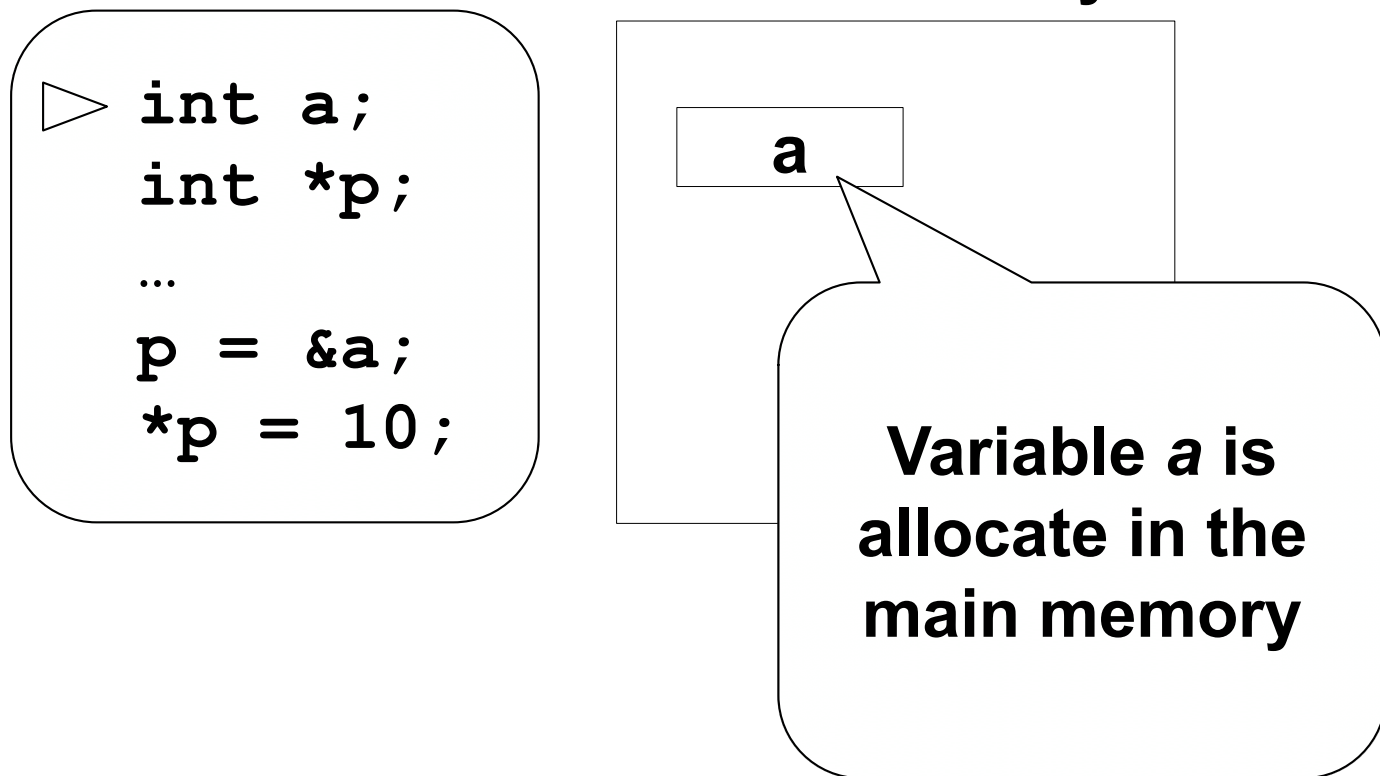 int a;
int *p;
…
p = &a;
*p = 10;
a
Variable a is
allocate in the
main memory